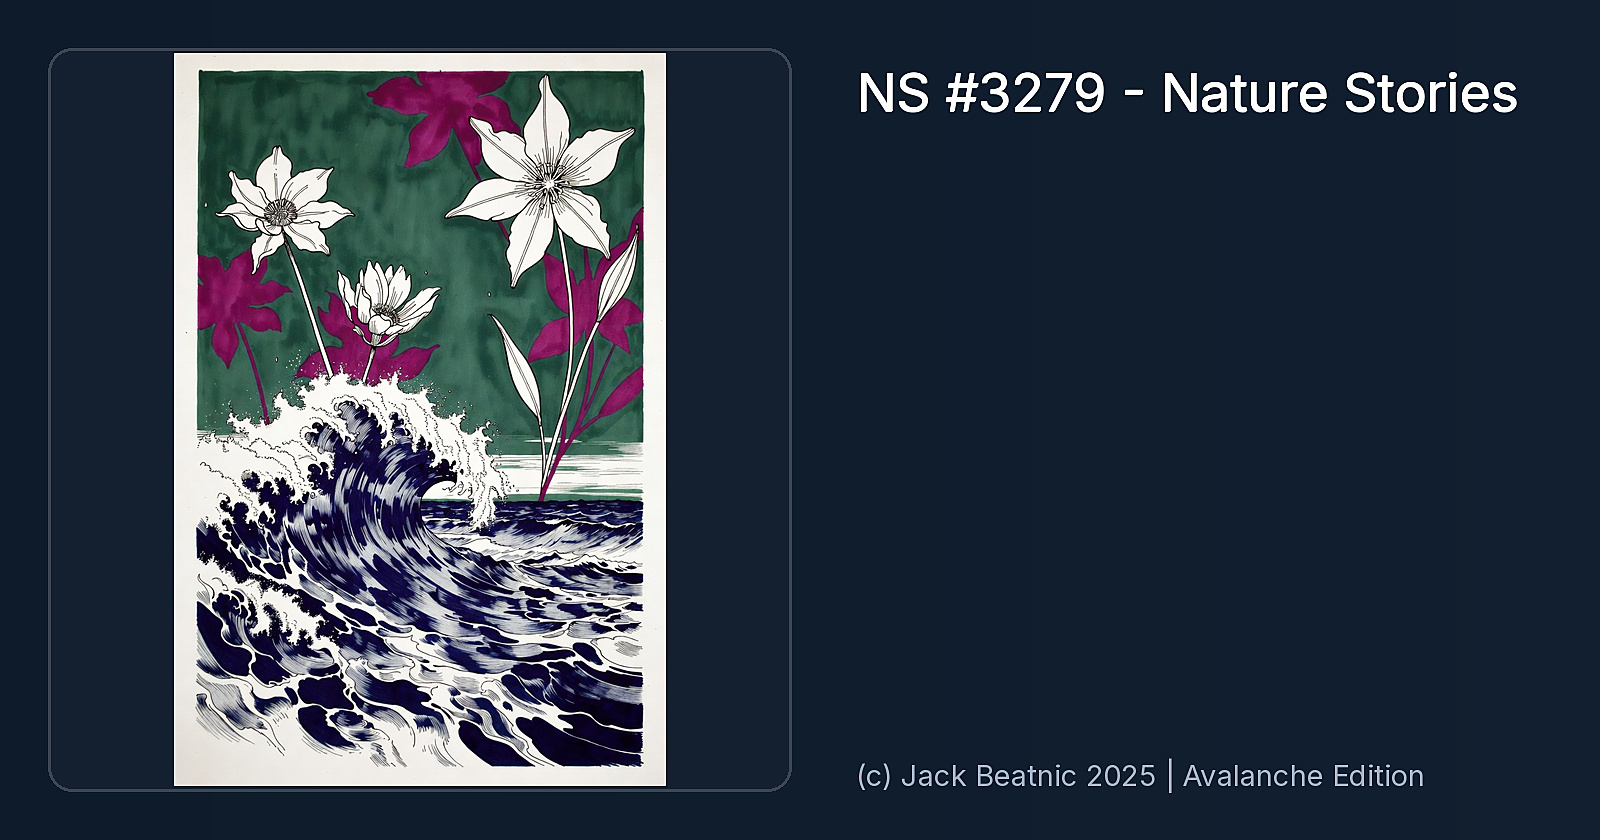 NS #3279 - Nature Stories
(c) Jack Beatnic 2025 | Avalanche Edition